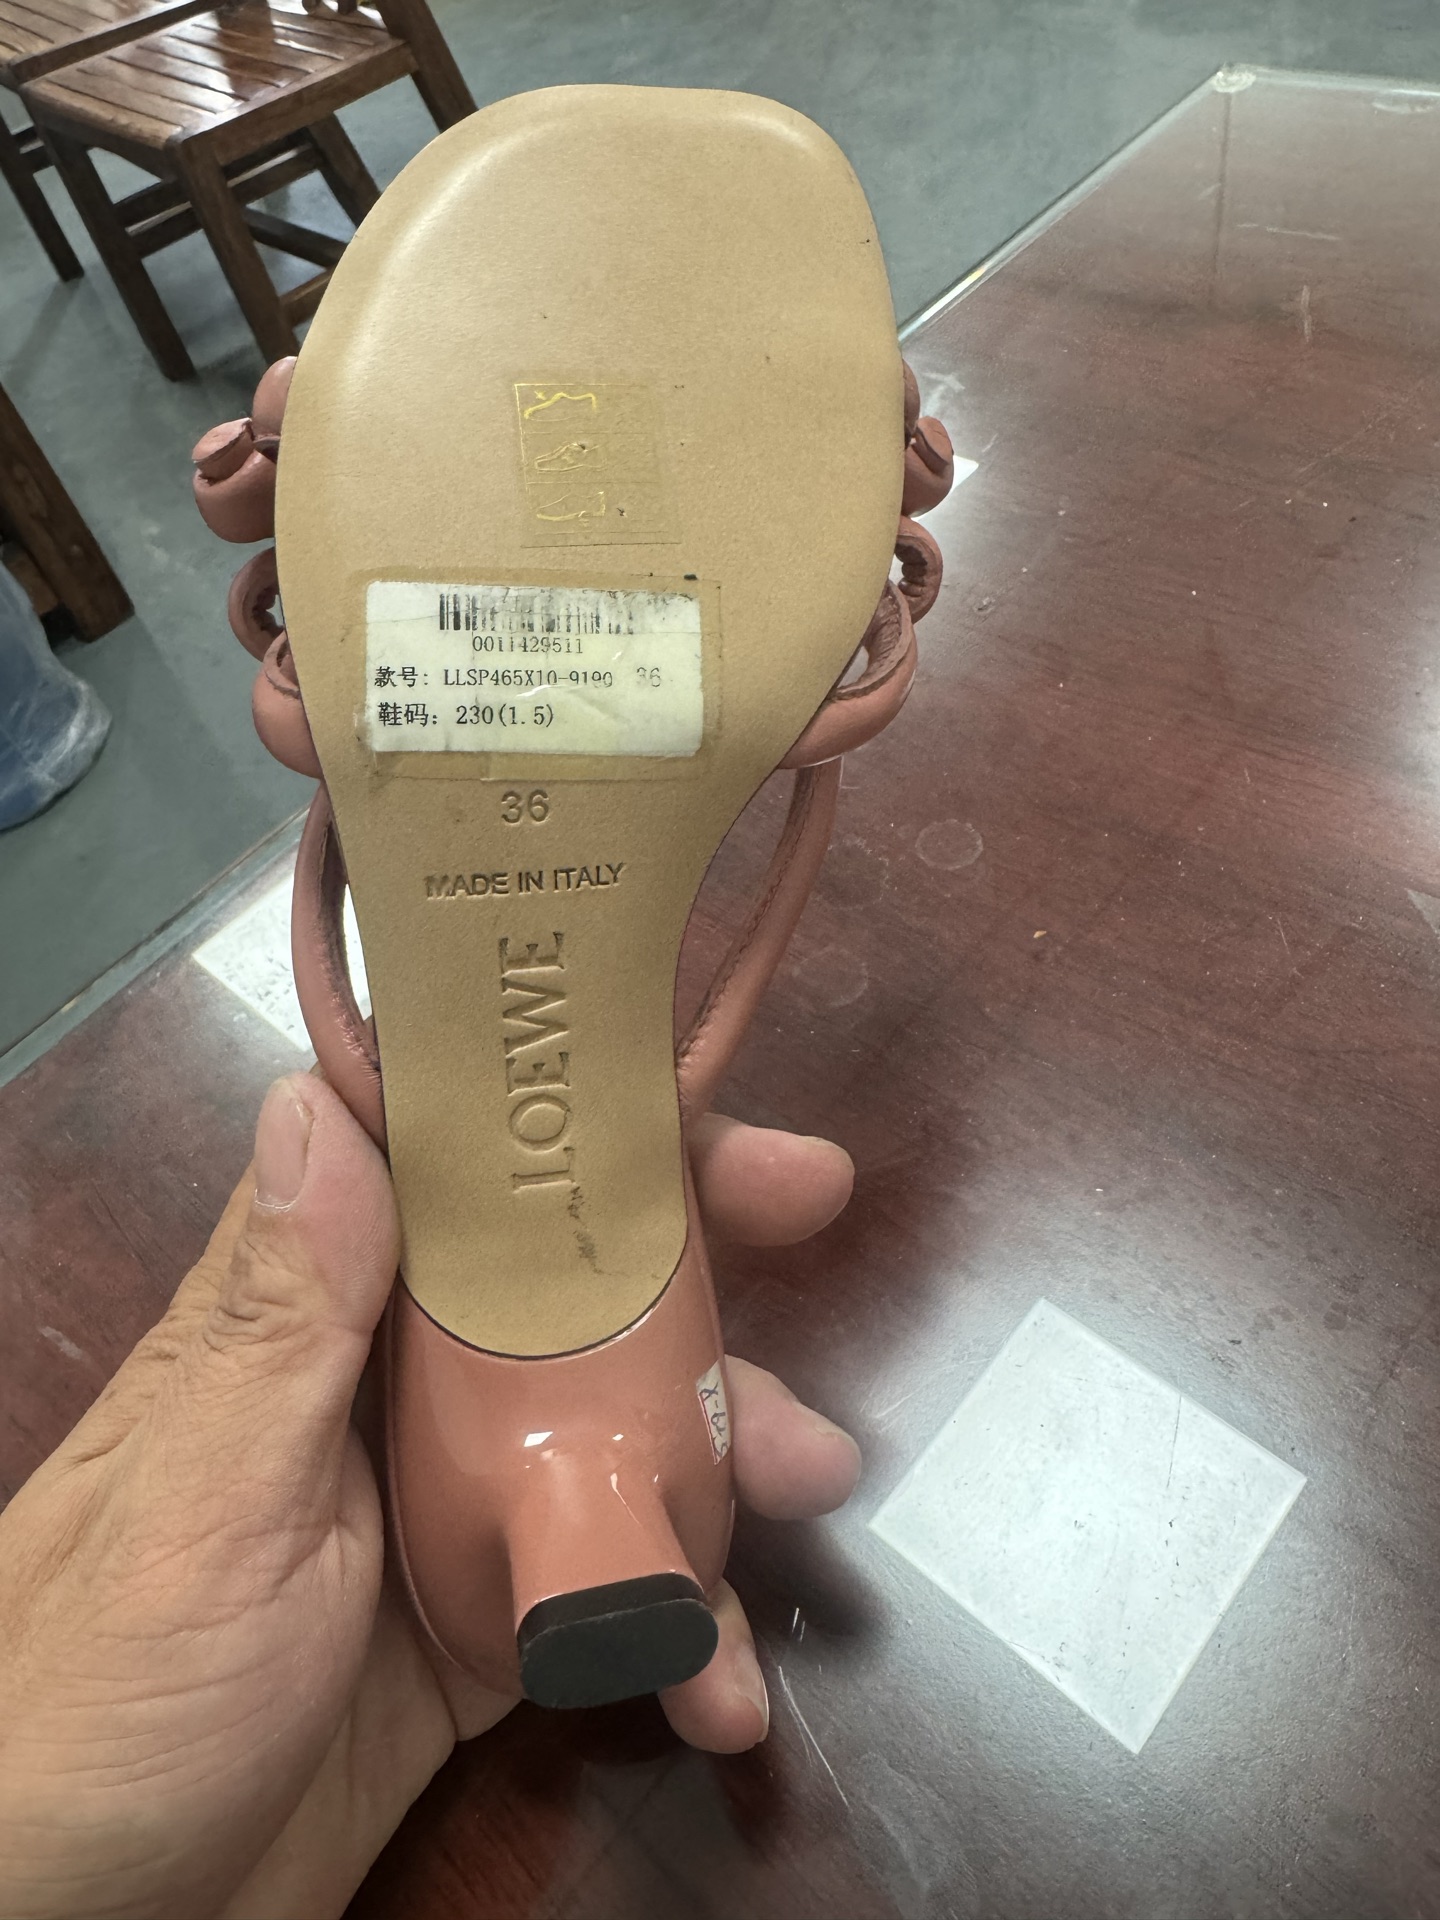 0011429511
款号: LLSP465X10-9190 36
鞋码: 230(1.5)
36
MADE IN ITALY
LOEWE